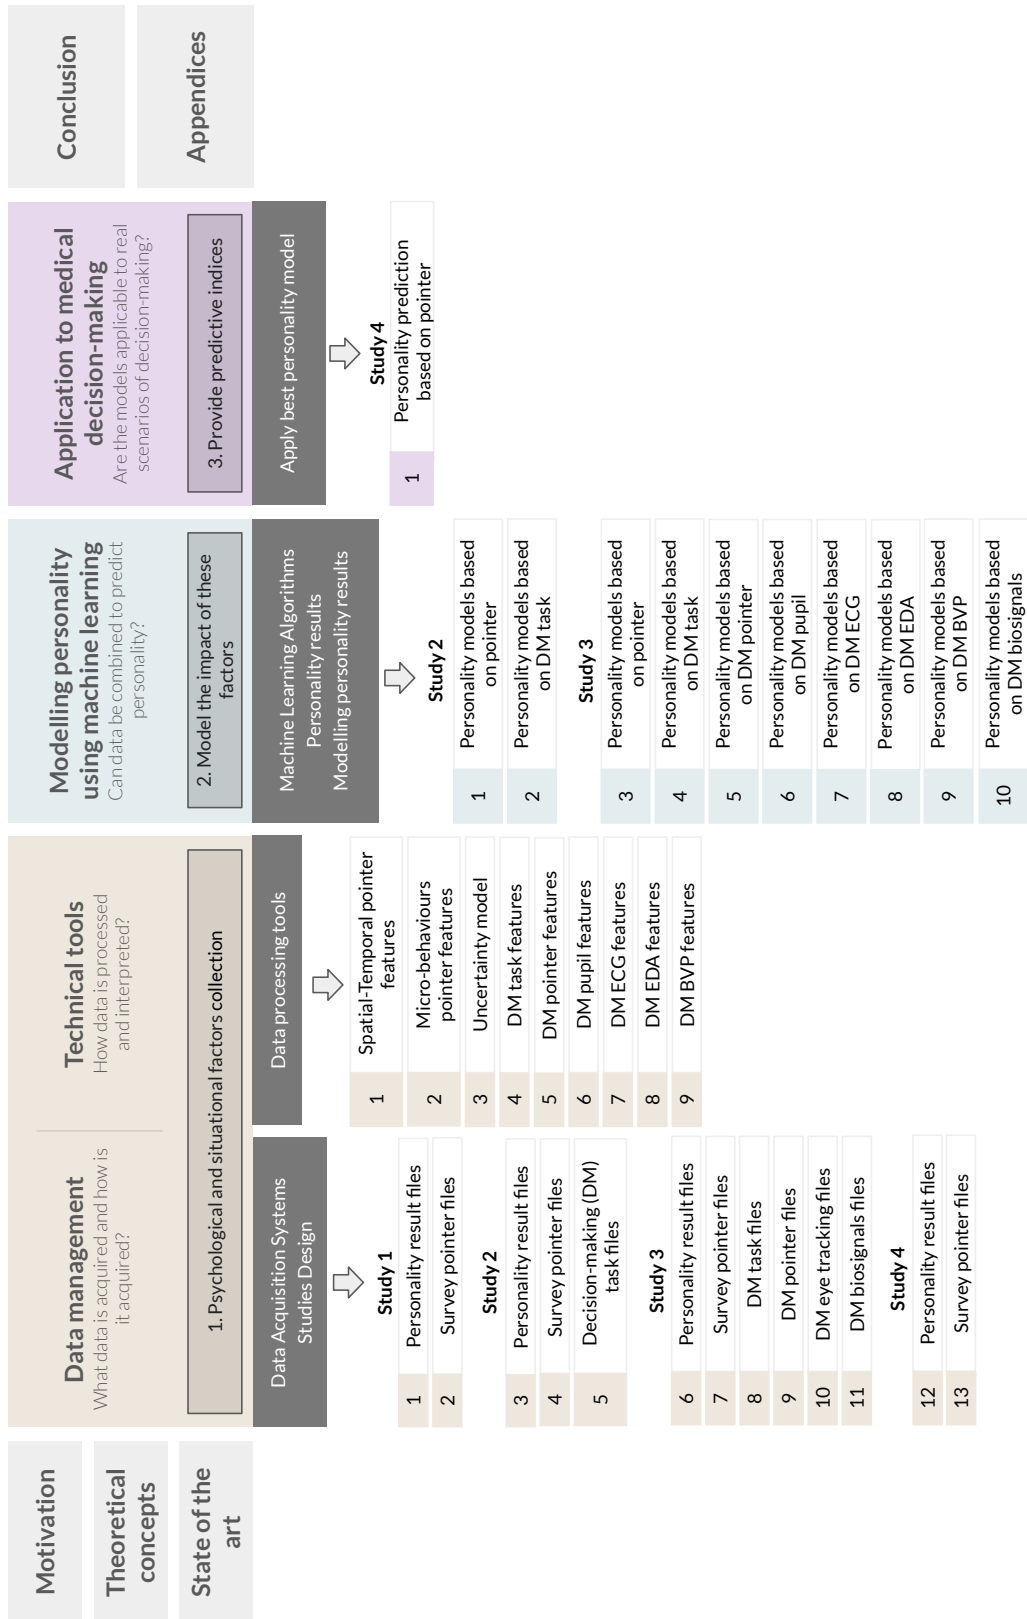 Motivation
Theoretical
concepts
State of the
art
Data management
What data is acquired and how is
it acquired?
Technical tools
How data is processed
and interpreted?
1. Psychological and situational factors collection
Data Acquisition Systems
Studies Design
Study 1
1 Personality result files
2 Survey pointer files
Study 2
3 Personality result files
4 Survey pointer files
5 Decision-making (DM)
task files
Study 3
6 Personality result files
7 Survey pointer files
8 DM task files
9 DM pointer files
10 DM eye tracking files
11 DM biosignals files
Study 4
12 Personality result files
13 Survey pointer files
Data processing tools
1 Spatial-Temporal pointer
features
2 Micro-behaviours
pointer features
3 Uncertainty model
4 DM task features
5 DM pointer features
6 DM pupil features
7 DM ECG features
8 DM EDA features
9 DM BVP features
Modelling personality
using machine learning
Can data be combined to predict
personality?
2. Model the impact of these
factors
Machine Learning Algorithms
Personality results
Modelling personality results
Study 2
1 Personality models based
on pointer
2 Personality models based
on DM task
Study 3
3 Personality models based
on pointer
4 Personality models based
on DM task
5 Personality models based
on DM pointer
6 Personality models based
on DM pupil
7 Personality models based
on DM ECG
8 Personality models based
on DM EDA
9 Personality models based
on DM BVP
10 Personality models based
on DM biosignals
Application to medical
decision-making
Are the models applicable to real
scenarios of decision-making?
3. Provide predictive indices
Apply best personality model
Study 4
1 Personality prediction
based on pointer
Conclusion
Appendices